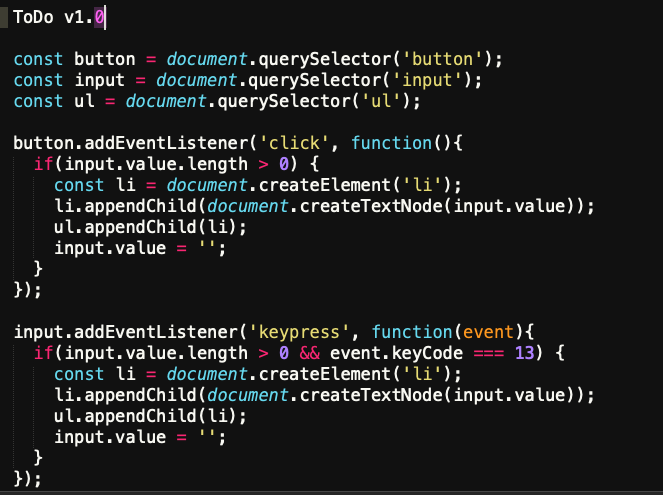 ToDo v1.0
const button = document.querySelector('button');
const input = document.querySelector('input');
const ul = document.querySelector('ul');
button.addEventListener('click', function(){
  if(input.value.length > 0) {
    const li = document.createElement('li');
    li.appendChild(document.createTextNode(input.value));
    ul.appendChild(li);
    input.value = '';
  }
});
input.addEventListener('keypress', function(event){
  if(input.value.length > 0 && event.keyCode === 13) {
    const li = document.createElement('li');
    li.appendChild(document.createTextNode(input.value));
    ul.appendChild(li);
    input.value = '';
  }
});